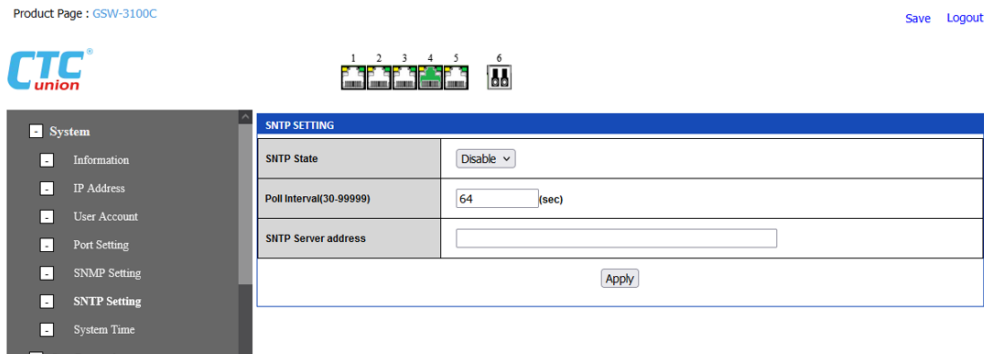 Product Page : GSW-3100C
Save Logout
CTC®
union
1 2 3 4 5 6
- System
- Information
- IP Address
- User Account
- Port Setting
- SNMP Setting
- SNTP Setting
- System Time
SNTP SETTING
SNTP State Disable
Poll Interval(30-99999) 64 (sec)
SNTP Server address
Apply